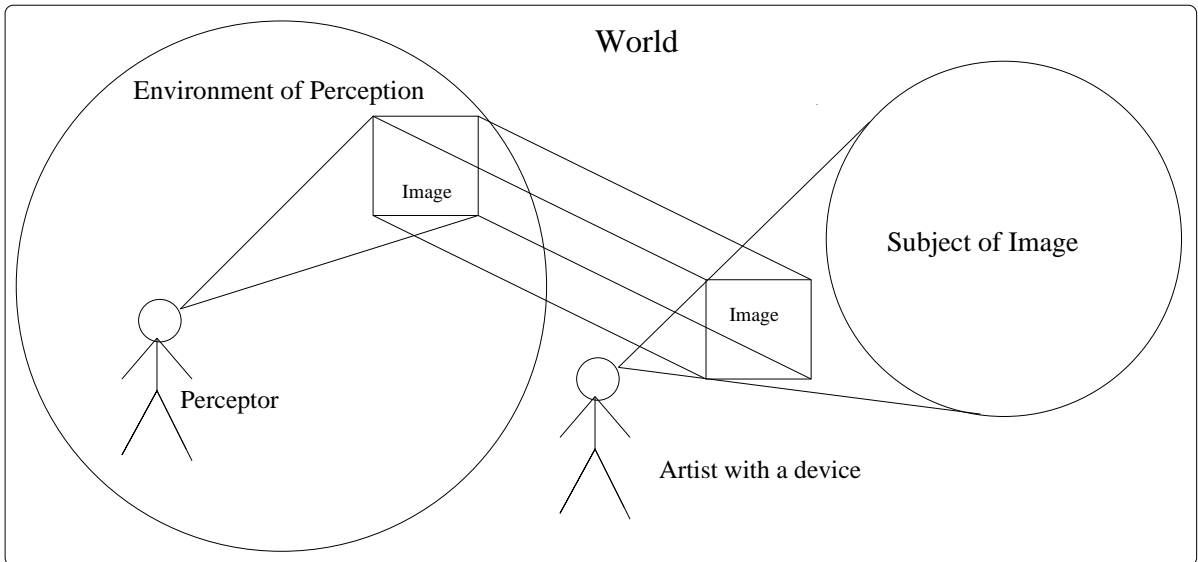 World
Environment of Perception
Image
Subject of Image
Image
Perceptor
Artist with a device